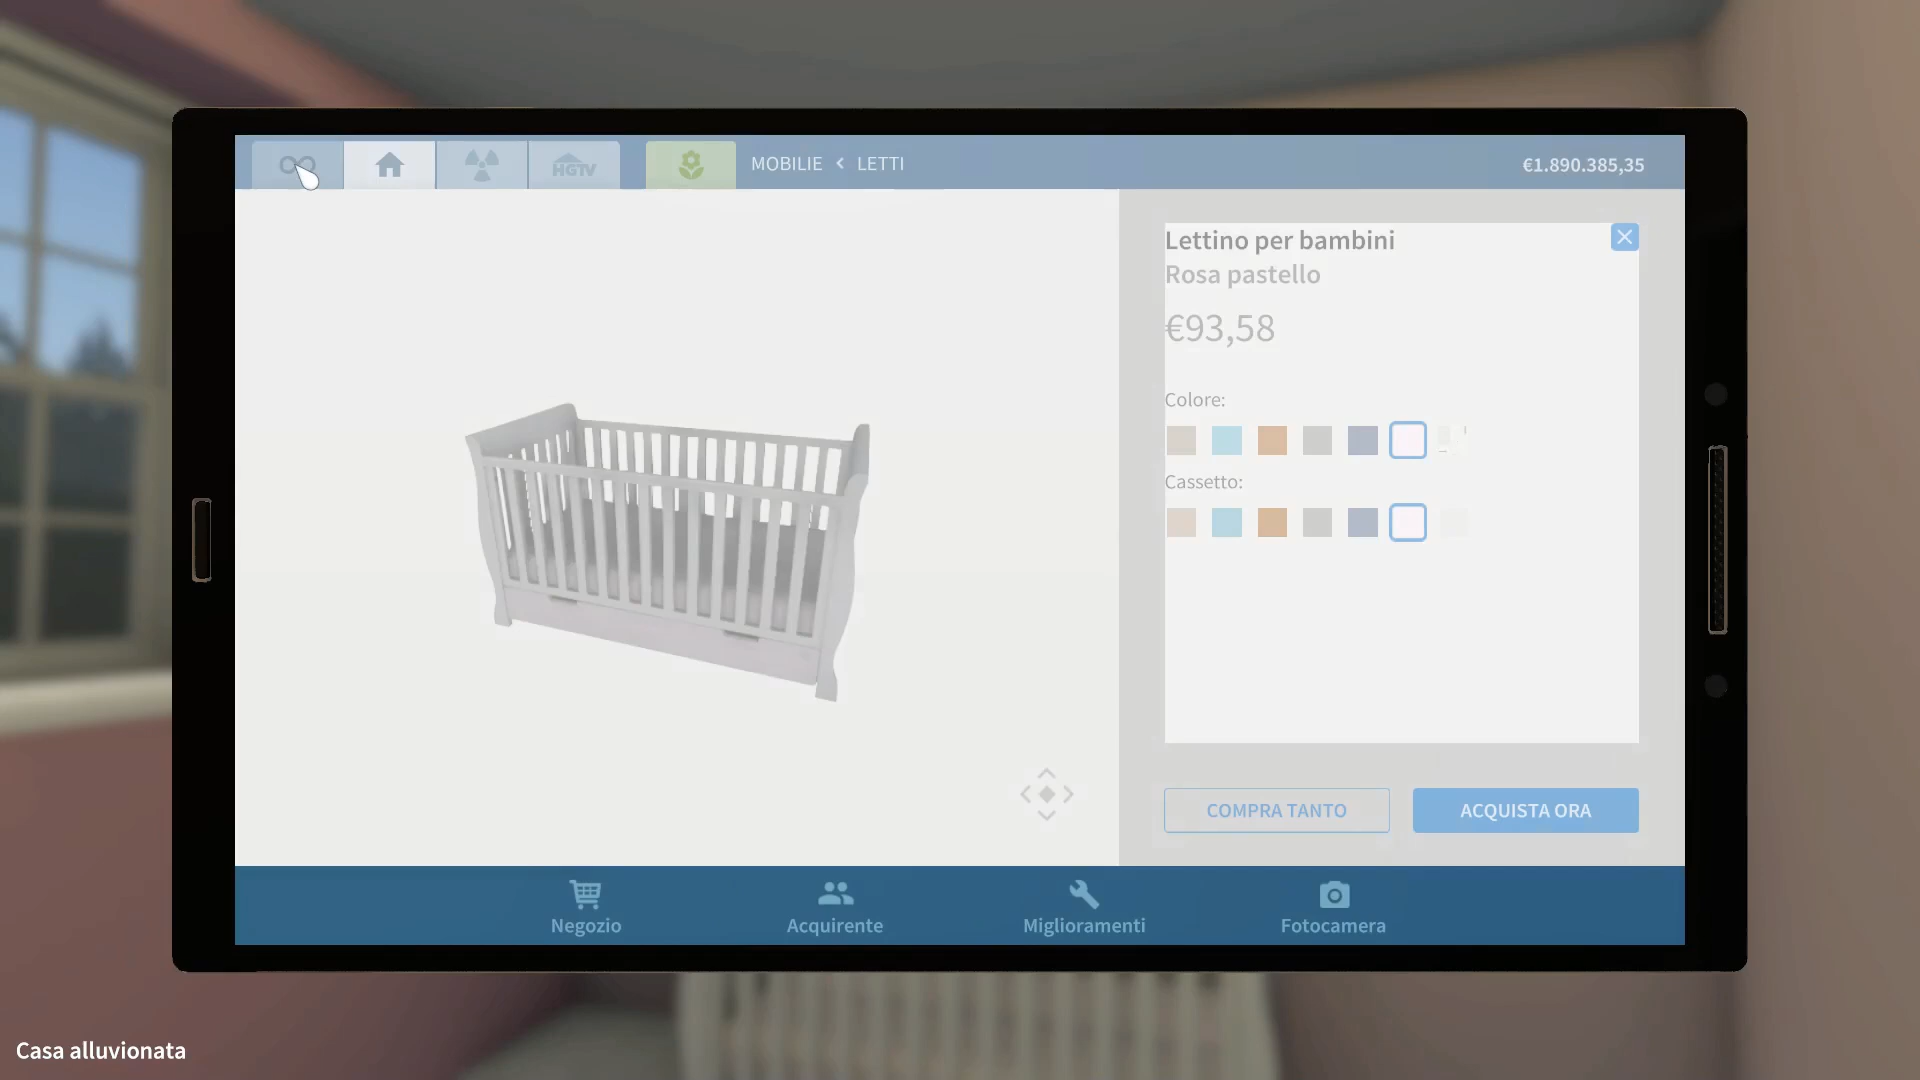 HGTV
MOBILIE < LETTI
€1.890.385,35
Lettino per bambini
Rosa pastello
€93,58
Colore:
Cassetto:
COMPRA TANTO
ACQUISTA ORA
Negozio
Acquirente
Miglioramenti
Fotocamera
Casa alluvionata